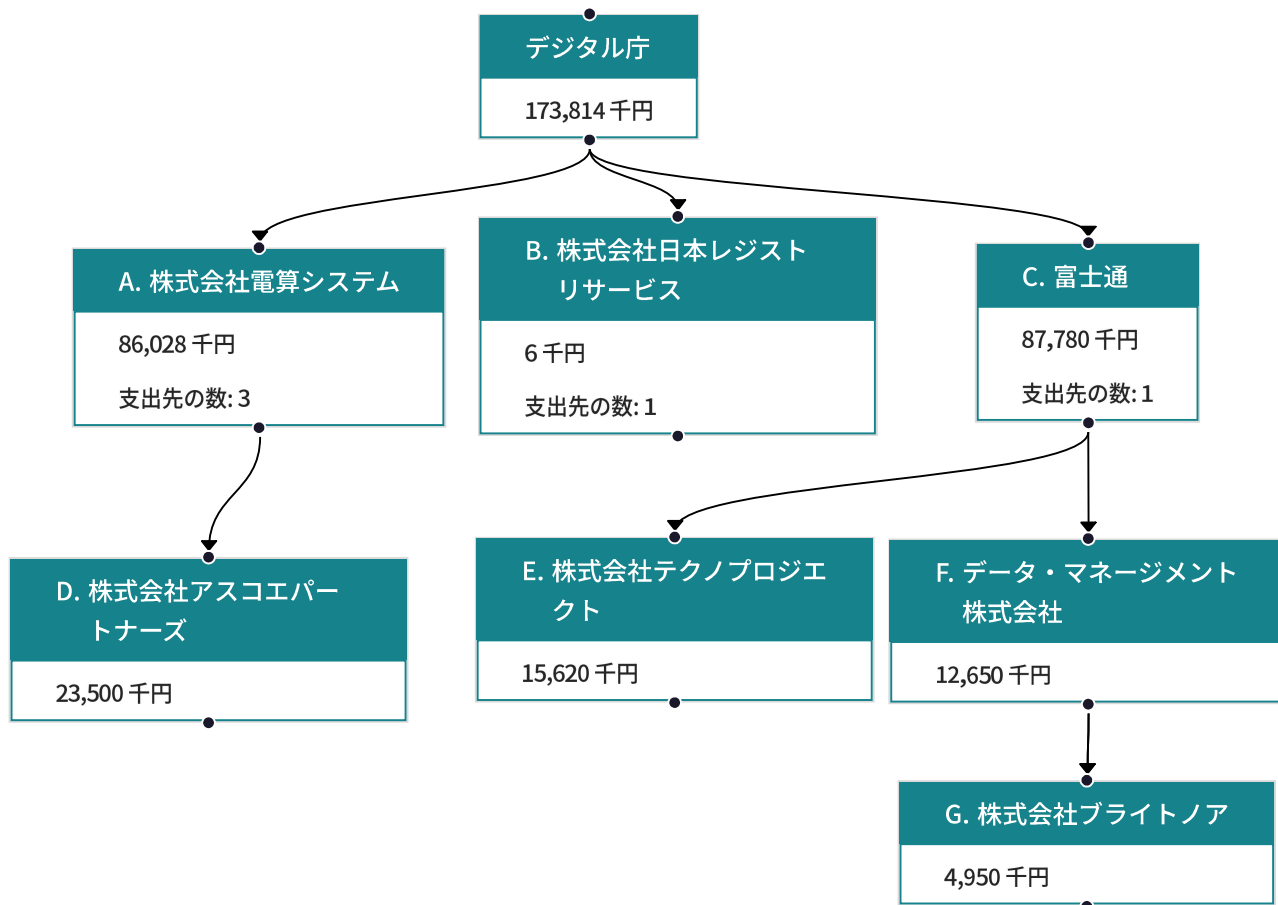 デジタル庁
173,814 千円
A. 株式会社電算システム
86,028 千円
支出先の数: 3
B. 株式会社日本レジスト
リサービス
6 千円
支出先の数: 1
C. 富士通
87,780 千円
支出先の数: 1
D. 株式会社アスコエパー
トナーズ
23,500 千円
E. 株式会社テクノプロジエ
クト
15,620 千円
F. データ・マネージメント
株式会社
12,650 千円
G. 株式会社ブライトノア
4,950 千円